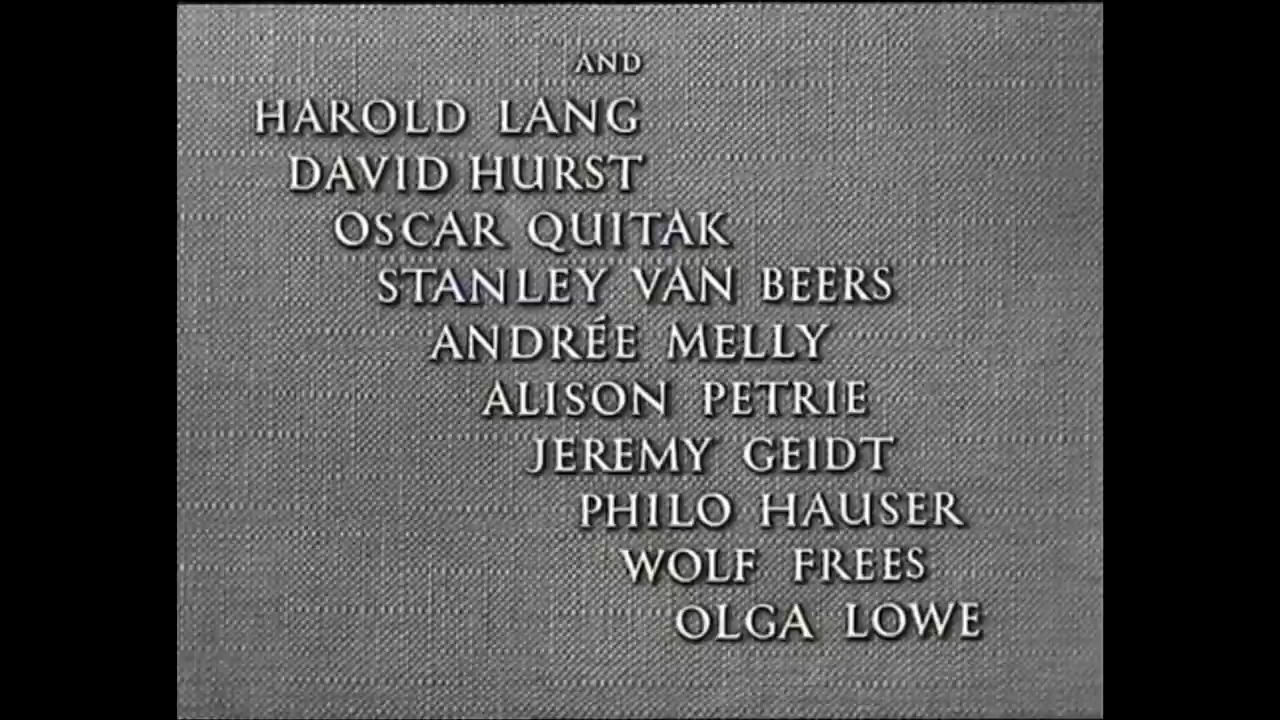 AND
HAROLD LANG
DAVID HURST
OSCAR QUITAK
STANLEY VAN BEERS
ANDRÉE MELLY
ALISON PETRIE
JEREMY GEIDT
PHILO HAUSER
WOLF FREES
OLGA LOWE